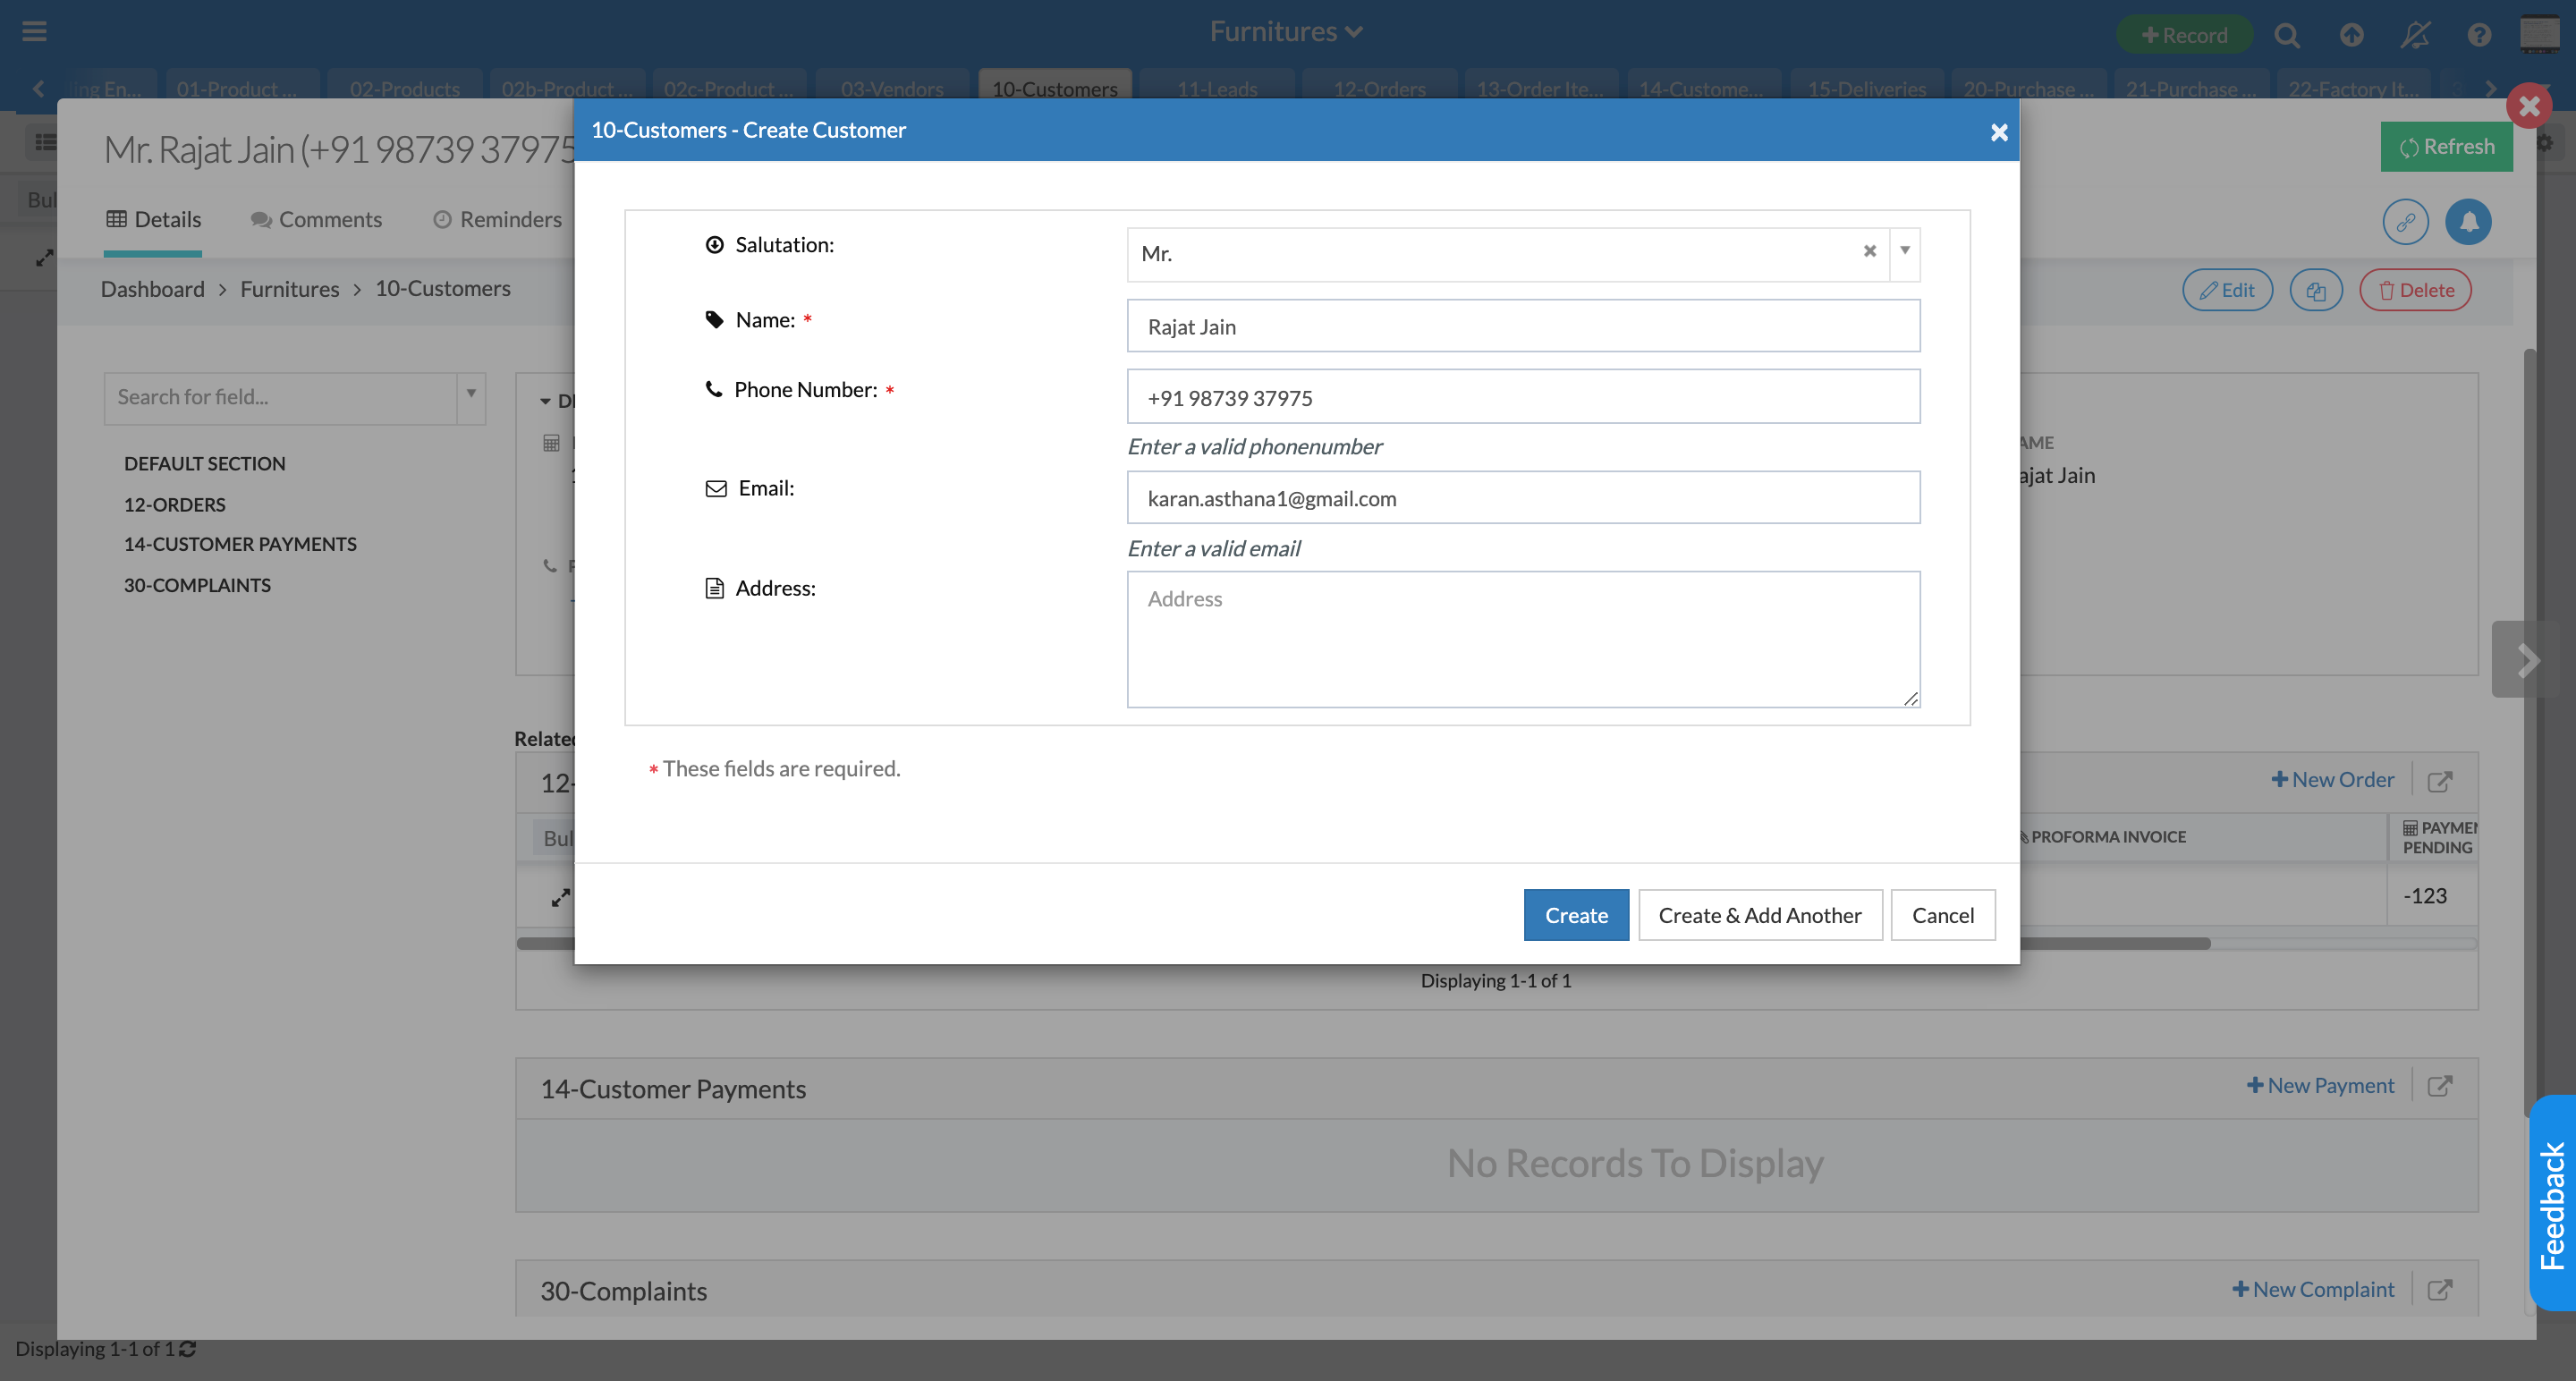 Furnitures
+ Record
ing En...
01-Product ...
02-Products
02b-Product ...
02c-Product ...
03-Vendors
10-Customers
11-Leads
12-Orders
13-Order Ite...
14-Custome...
15-Deliveries
20-Purchase ...
21-Purchase ...
22-Factory It...
10-Customers - Create Customer
Mr. Rajat Jain (+91 98739 37975
Refresh
Bul
Details
Comments
Reminders
Dashboard > Furnitures > 10-Customers
Edit
Delete
Salutation:
Mr.
Name: *
Rajat Jain
Phone Number: *
+91 98739 37975
Enter a valid phonenumber
Email:
karan.asthana1@gmail.com
Enter a valid email
Address:
Address
* These fields are required.
Create
Create & Add Another
Cancel
Search for field...
DEFAULT SECTION
12-ORDERS
14-CUSTOMER PAYMENTS
30-COMPLAINTS
AME
ajat Jain
Related
12-
+ New Order
Bul
PROFORMA INVOICE
PAYMEN
PENDING
-123
Displaying 1-1 of 1
14-Customer Payments
+ New Payment
No Records To Display
30-Complaints
+ New Complaint
Feedback
Displaying 1-1 of 1